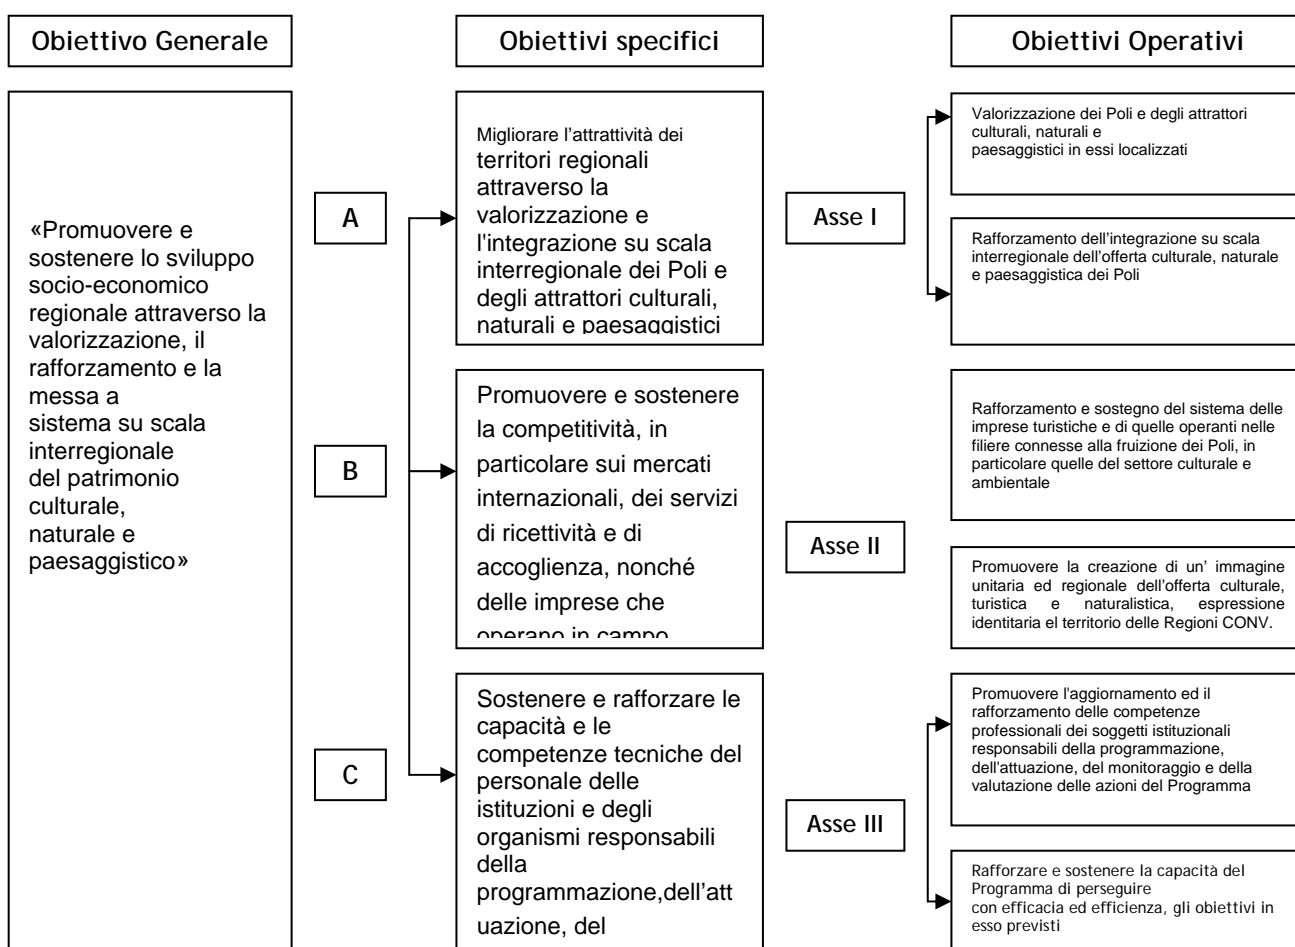 Obiettivo Generale
Obiettivi specifici
Obiettivi Operativi
«Promuovere e
sostenere lo sviluppo
socio-economico
regionale attraverso la
valorizzazione, il
rafforzamento e la
messa a
sistema su scala
interregionale
del patrimonio
culturale,
naturale e
paesaggistico»
A
Migliorare l'attrattività dei
territori regionali
attraverso la
valorizzazione e
l'integrazione su scala
interregionale dei Poli e
degli attrattori culturali,
naturali e paesaggistici
Asse I
Valorizzazione dei Poli e degli attrattori
culturali, naturali e
paesaggistici in essi localizzati
Rafforzamento dell'integrazione su scala
interregionale dell'offerta culturale, naturale
e paesaggistica dei Poli
B
Promuovere e sostenere
la competitività, in
particolare sui mercati
internazionali, dei servizi
di ricettività e di
accoglienza, nonché
delle imprese che
operano in campo
Asse II
Rafforzamento e sostegno del sistema delle
imprese turistiche e di quelle operanti nelle
filiere connesse alla fruizione dei Poli, in
particolare quelle del settore culturale e
ambientale
Promuovere la creazione di un' immagine
unitaria ed regionale dell'offerta culturale,
turistica e naturalistica, espressione
identitaria el territorio delle Regioni CONV.
C
Sostenere e rafforzare le
capacità e le
competenze tecniche del
personale delle
istituzioni e degli
organismi responsabili
della
programmazione,dell'att
uazione, del
Asse III
Promuovere l'aggiornamento ed il
rafforzamento delle competenze
professionali dei soggetti istituzionali
responsabili della programmazione,
dell'attuazione, del monitoraggio e della
valutazione delle azioni del Programma
Rafforzare e sostenere la capacità del
Programma di perseguire
con efficacia ed efficienza, gli obiettivi in
esso previsti